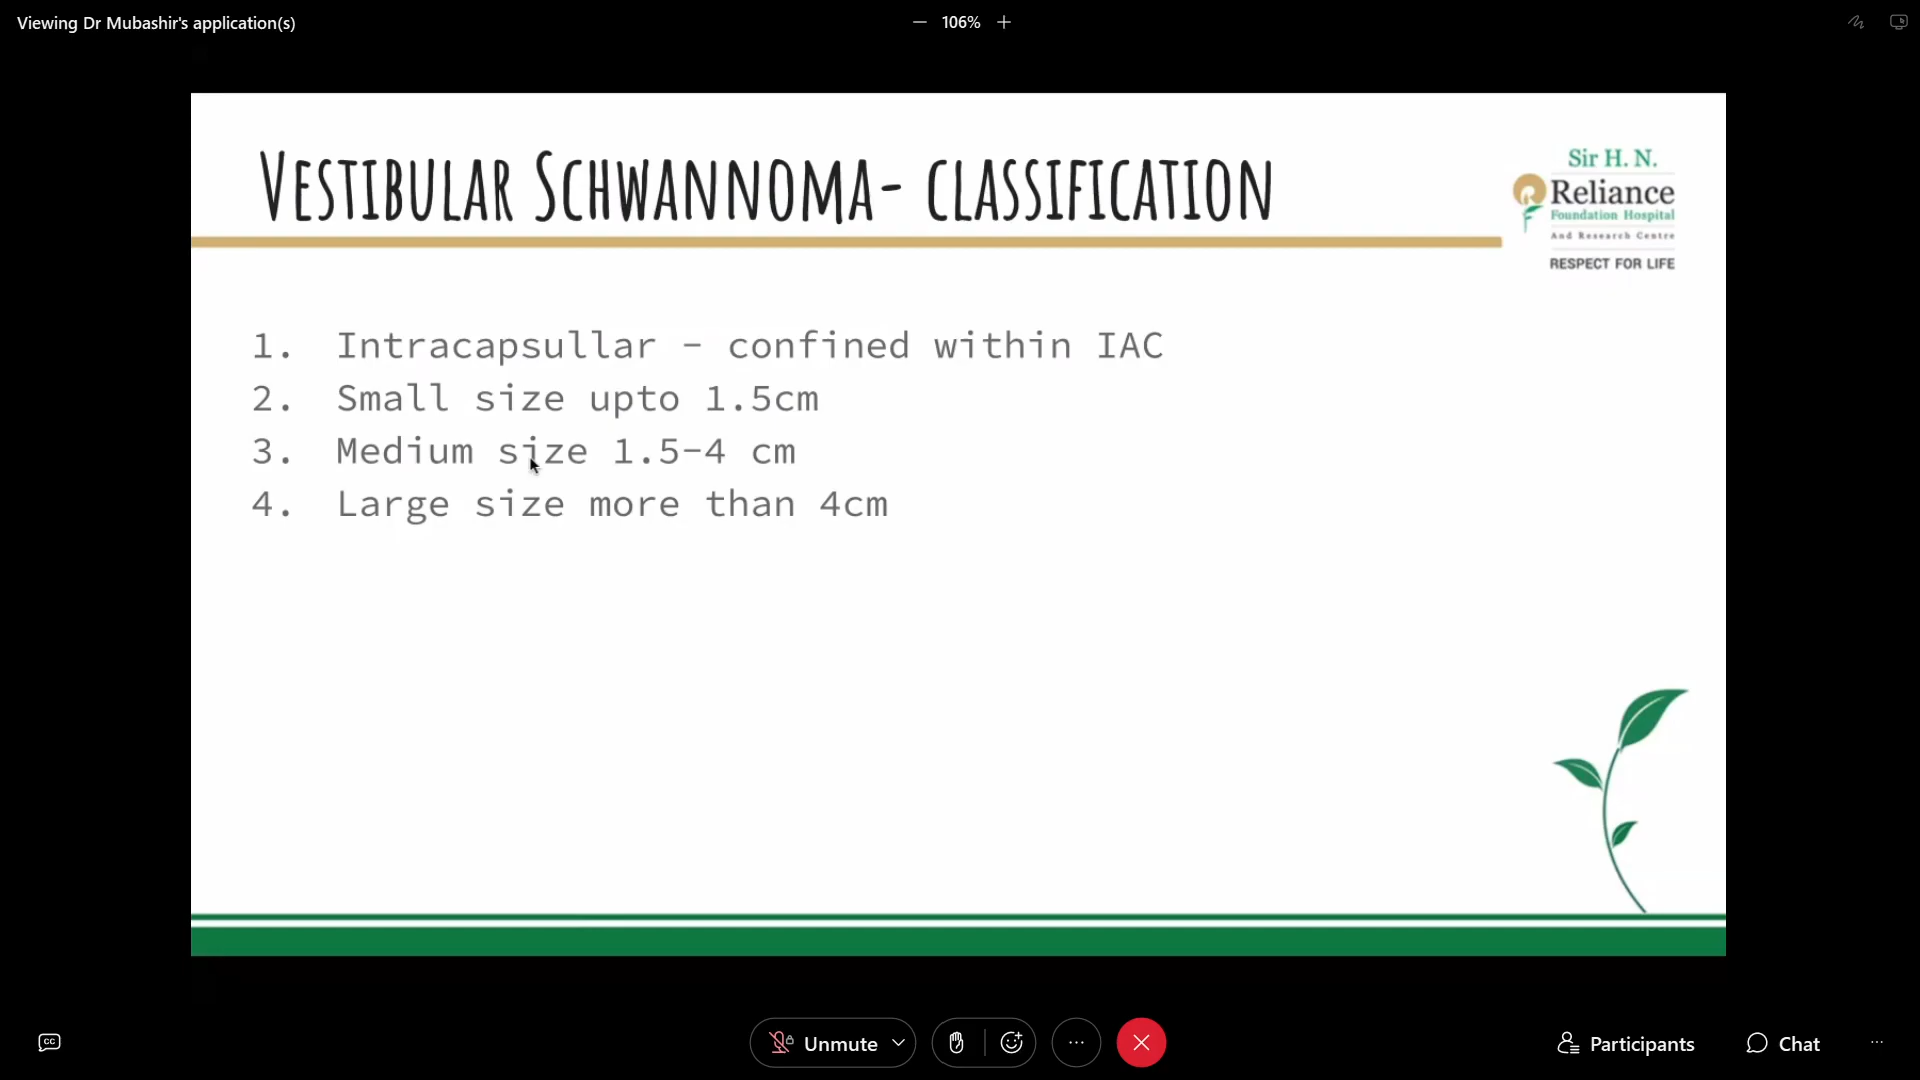 Viewing Dr Mubashir's application(s)
106%
Vestibular Schwannoma- classification
Sir H. N.
Reliance
Foundation Hospital
And Research Centre
RESPECT FOR LIFE
1. Intracapsullar - confined within IAC
2. Small size upto 1.5cm
3. Medium size 1.5-4 cm
4. Large size more than 4cm
CC
Unmute
Participants
Chat